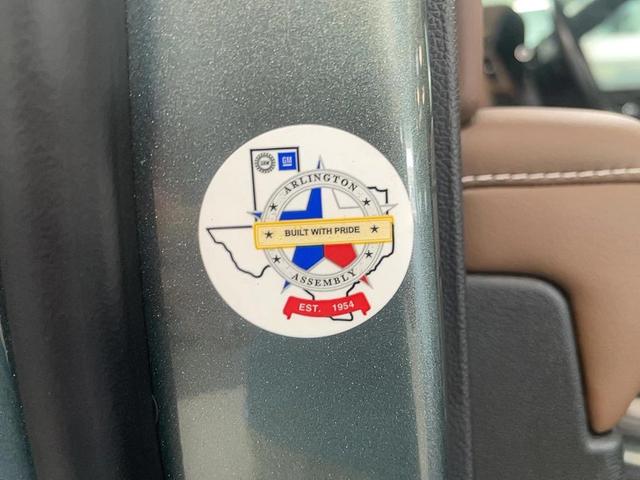 GM
ARLINGTON
BUILT WITH PRIDE
ASSEMBLY
EST. 1954